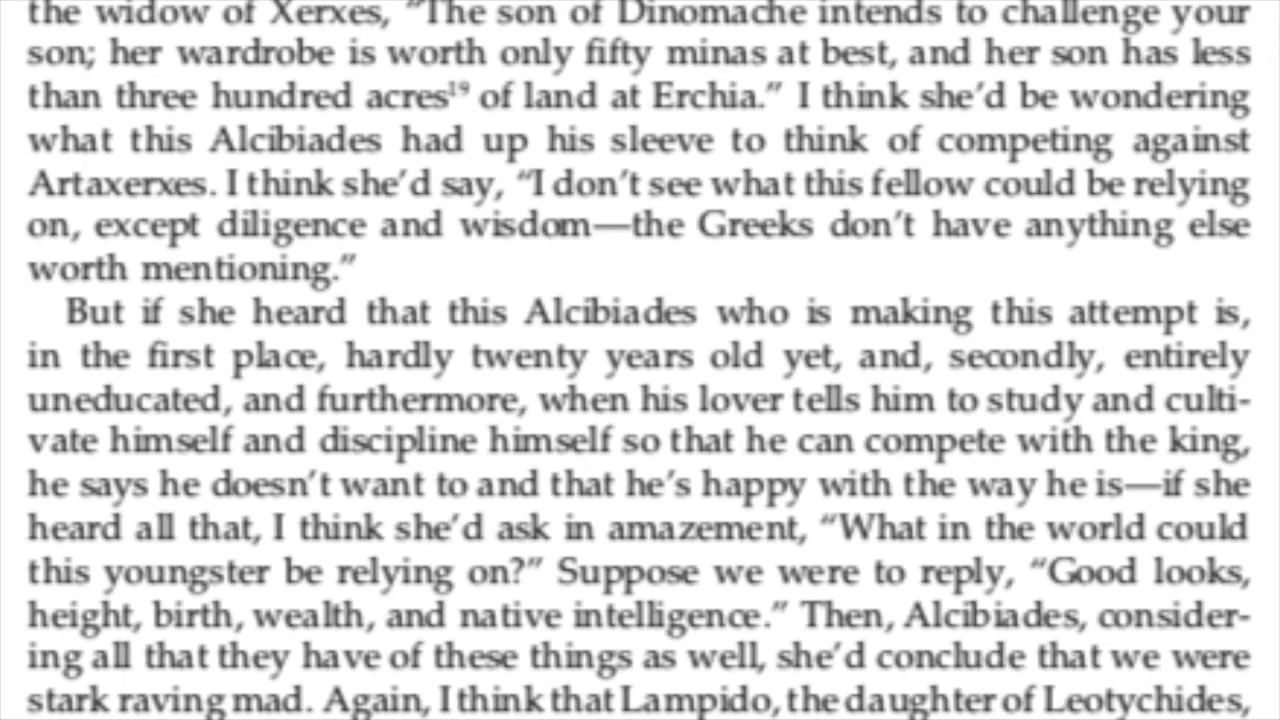 the widow of Xerxes, “The son of Dinomache intends to challenge your
son; her wardrobe is worth only fifty minas at best, and her son has less
than three hundred acres¹⁹ of land at Erchia.” I think she’d be wondering
what this Alcibiades had up his sleeve to think of competing against
Artaxerxes. I think she’d say, “I don’t see what this fellow could be relying
on, except diligence and wisdom—the Greeks don’t have anything else
worth mentioning.”
But if she heard that this Alcibiades who is making this attempt is,
in the first place, hardly twenty years old yet, and, secondly, entirely
uneducated, and furthermore, when his lover tells him to study and culti-
vate himself and discipline himself so that he can compete with the king,
he says he doesn’t want to and that he’s happy with the way he is—if she
heard all that, I think she’d ask in amazement, “What in the world could
this youngster be relying on?” Suppose we were to reply, “Good looks,
height, birth, wealth, and native intelligence.” Then, Alcibiades, consider-
ing all that they have of these things as well, she’d conclude that we were
stark raving mad. Again, I think that Lampido, the daughter of Leotychides,